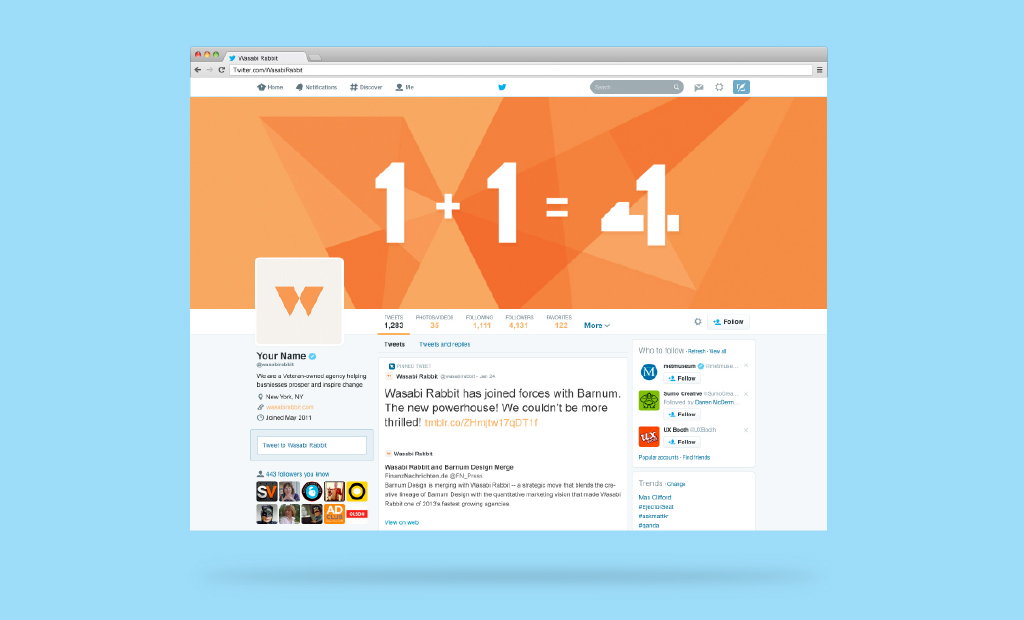 Wasabi Rabbit
Twitter.com/WasabiRabbit
Home Notifications Discover Me
Search
1 + 1 = 4
TWEETS PHOTOS/VIDEOS FOLLOWING FOLLOWERS FAVORITES
1,283 35 1,111 4,131 122 More
Follow
Your Name
@wasabirabbit
We are a Veteran-owned agency helping
businesses prosper and inspire change
New York, NY
wasabirabbit.com
Joined May 2011
Tweet to Wasabi Rabbit
443 followers you know
SV
AD
CLUB
Tweets Tweets and replies
PINNED TWEET
Wasabi Rabbit @wasabirabbit · Jan 24
Wasabi Rabbit has joined forces with Barnum.
The new powerhouse! We couldn't be more
thrilled! tmblr.co/ZHmjtw17qDT1f
Wasabi Rabbit
Wasabi Rabbit and Barnum Design Merge
FinanzNachrichten.de @FN_Press
Barnum Design is merging with Wasabi Rabbit -- a strategic move that blends the cre-
ative lineage of Barnum Design with the quantitative marketing vision that made Wasabi
Rabbit one of 2013's fastest growing agencies.
View on web
Who to follow · Refresh · View all
M
metmuseum @metmuse...
Follow
Sumo Creative @SumoCrea...
Followed by Darren McDerm...
Follow
UX
UX Booth @UXBooth
Follow
Popular accounts · Find friends
Trends · Change
Max Clifford
#EjectorSeat
#askmattki
#panda